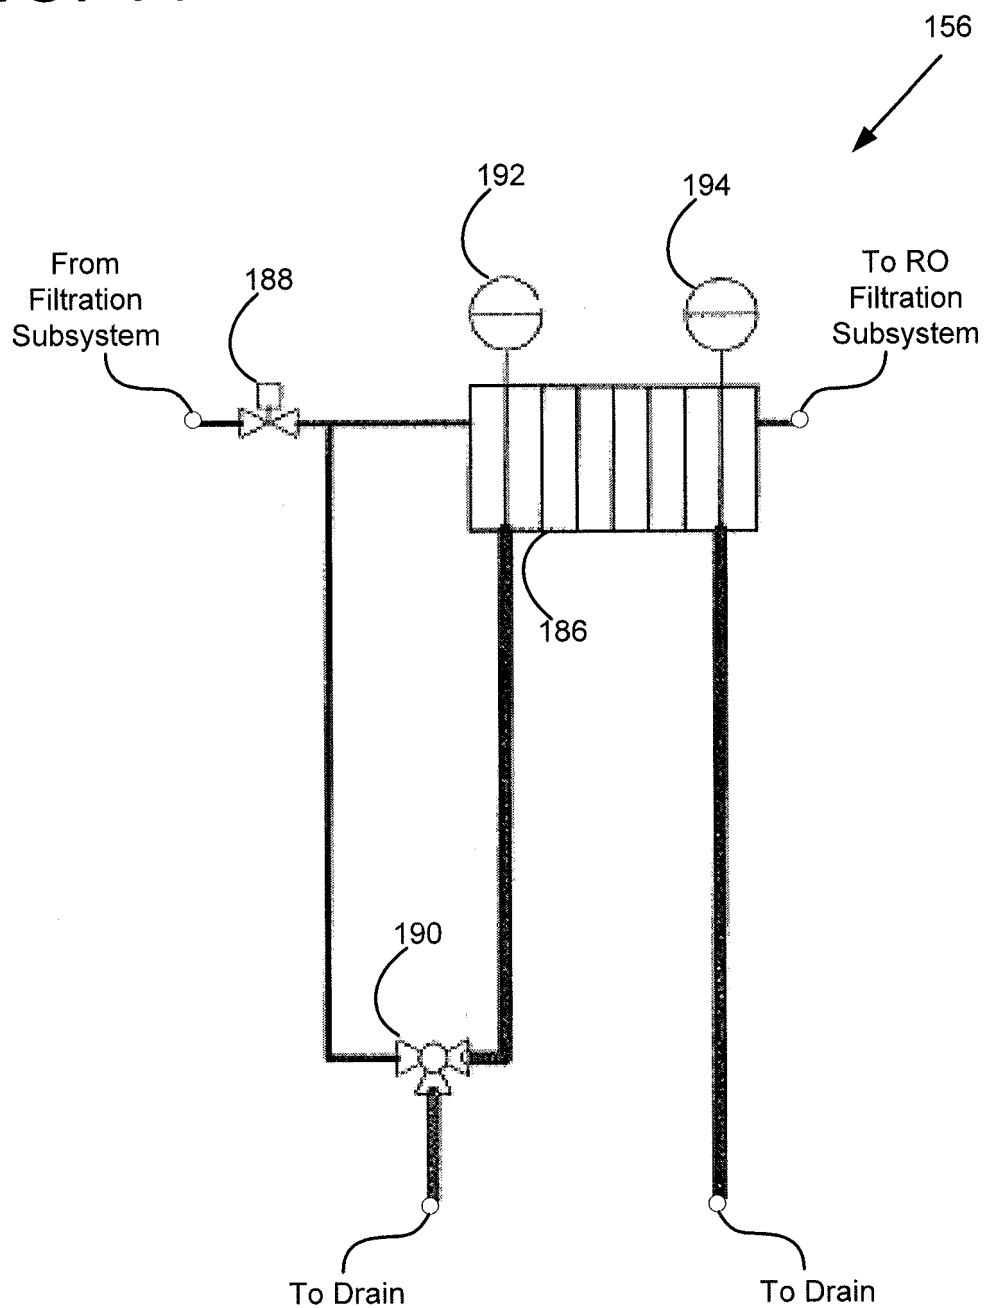 156
192
194
From
Filtration
Subsystem
188
To RO
Filtration
Subsystem
186
190
To Drain
To Drain